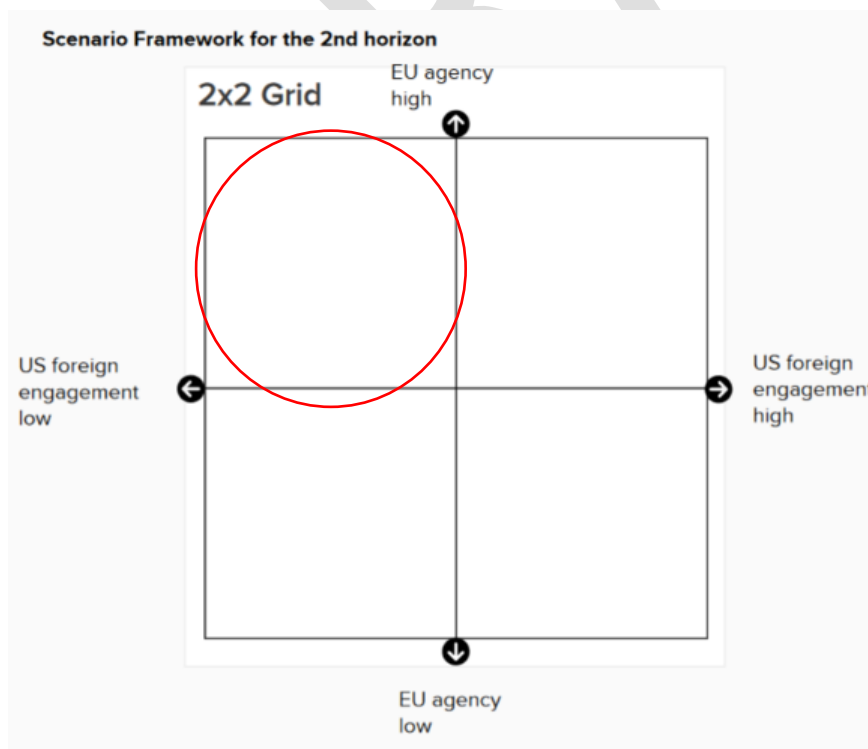 Scenario Framework for the 2nd horizon
2x2 Grid
EU agency
high
US foreign
engagement
low
US foreign
engagement
high
EU agency
low